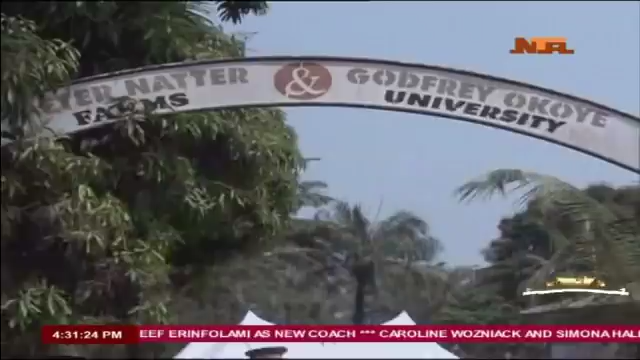 NTA
EYER NATTER & GODFREY OKOYE
FARMS UNIVERSITY
4:31:24 PM EEF ERINFOLAMI AS NEW COACH *** CAROLINE WOZNIACK AND SIMONA HAL